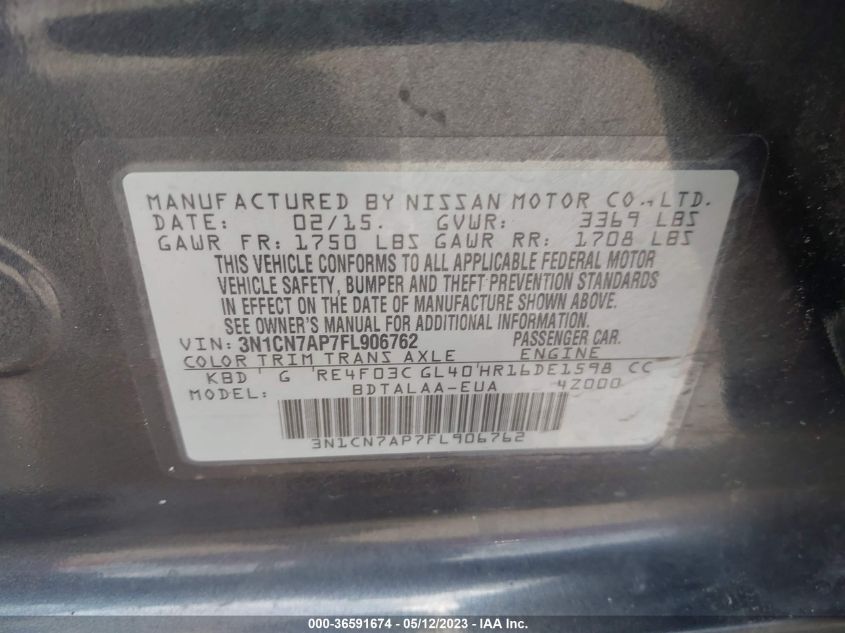 MANUFACTURED BY NISSAN MOTOR CO., LTD.
DATE: 02/15. GVWR: 3369 LBS
GAWR FR: 1750 LBS GAWR RR: 1708 LBS
THIS VEHICLE CONFORMS TO ALL APPLICABLE FEDERAL MOTOR
VEHICLE SAFETY, BUMPER AND THEFT PREVENTION STANDARDS
IN EFFECT ON THE DATE OF MANUFACTURE SHOWN ABOVE.
SEE OWNER'S MANUAL FOR ADDITIONAL INFORMATION.
VIN: 3N1CN7AP7FL906762 PASSENGER CAR.
COLOR TRIM TRANS AXLE ENGINE
KBD G RE4F03C GL40 HR16DE1598 CC
MODEL: BDTALAA-EUA 4Z000
3N1CN7AP7FL906762
000-36591674 - 05/12/2023 - IAA Inc.